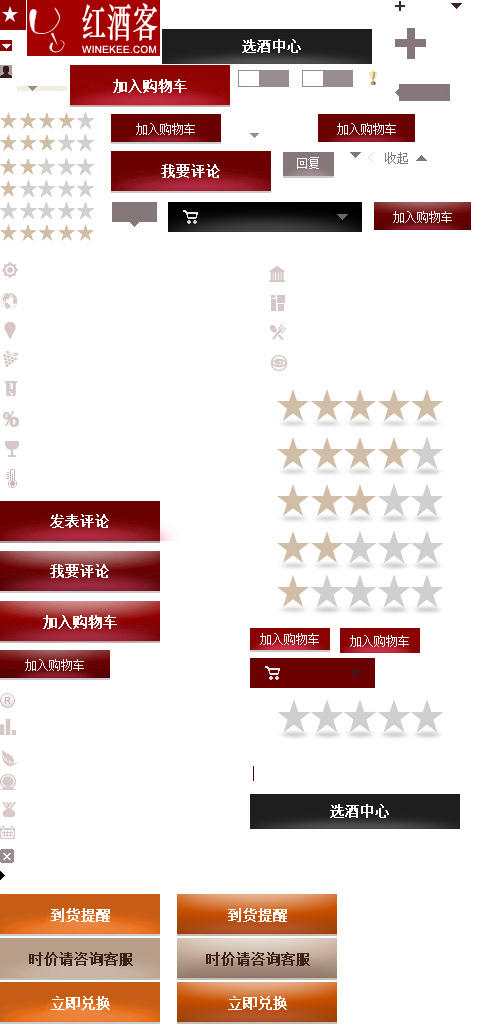 红酒客
WINEKEE.COM
选酒中心
加入购物车
加入购物车
加入购物车
我要评论
回复
收起
加入购物车
发表评论
我要评论
加入购物车
加入购物车
加入购物车
加入购物车
R
选酒中心
到货提醒
到货提醒
时价请咨询客服
时价请咨询客服
立即兑换
立即兑换